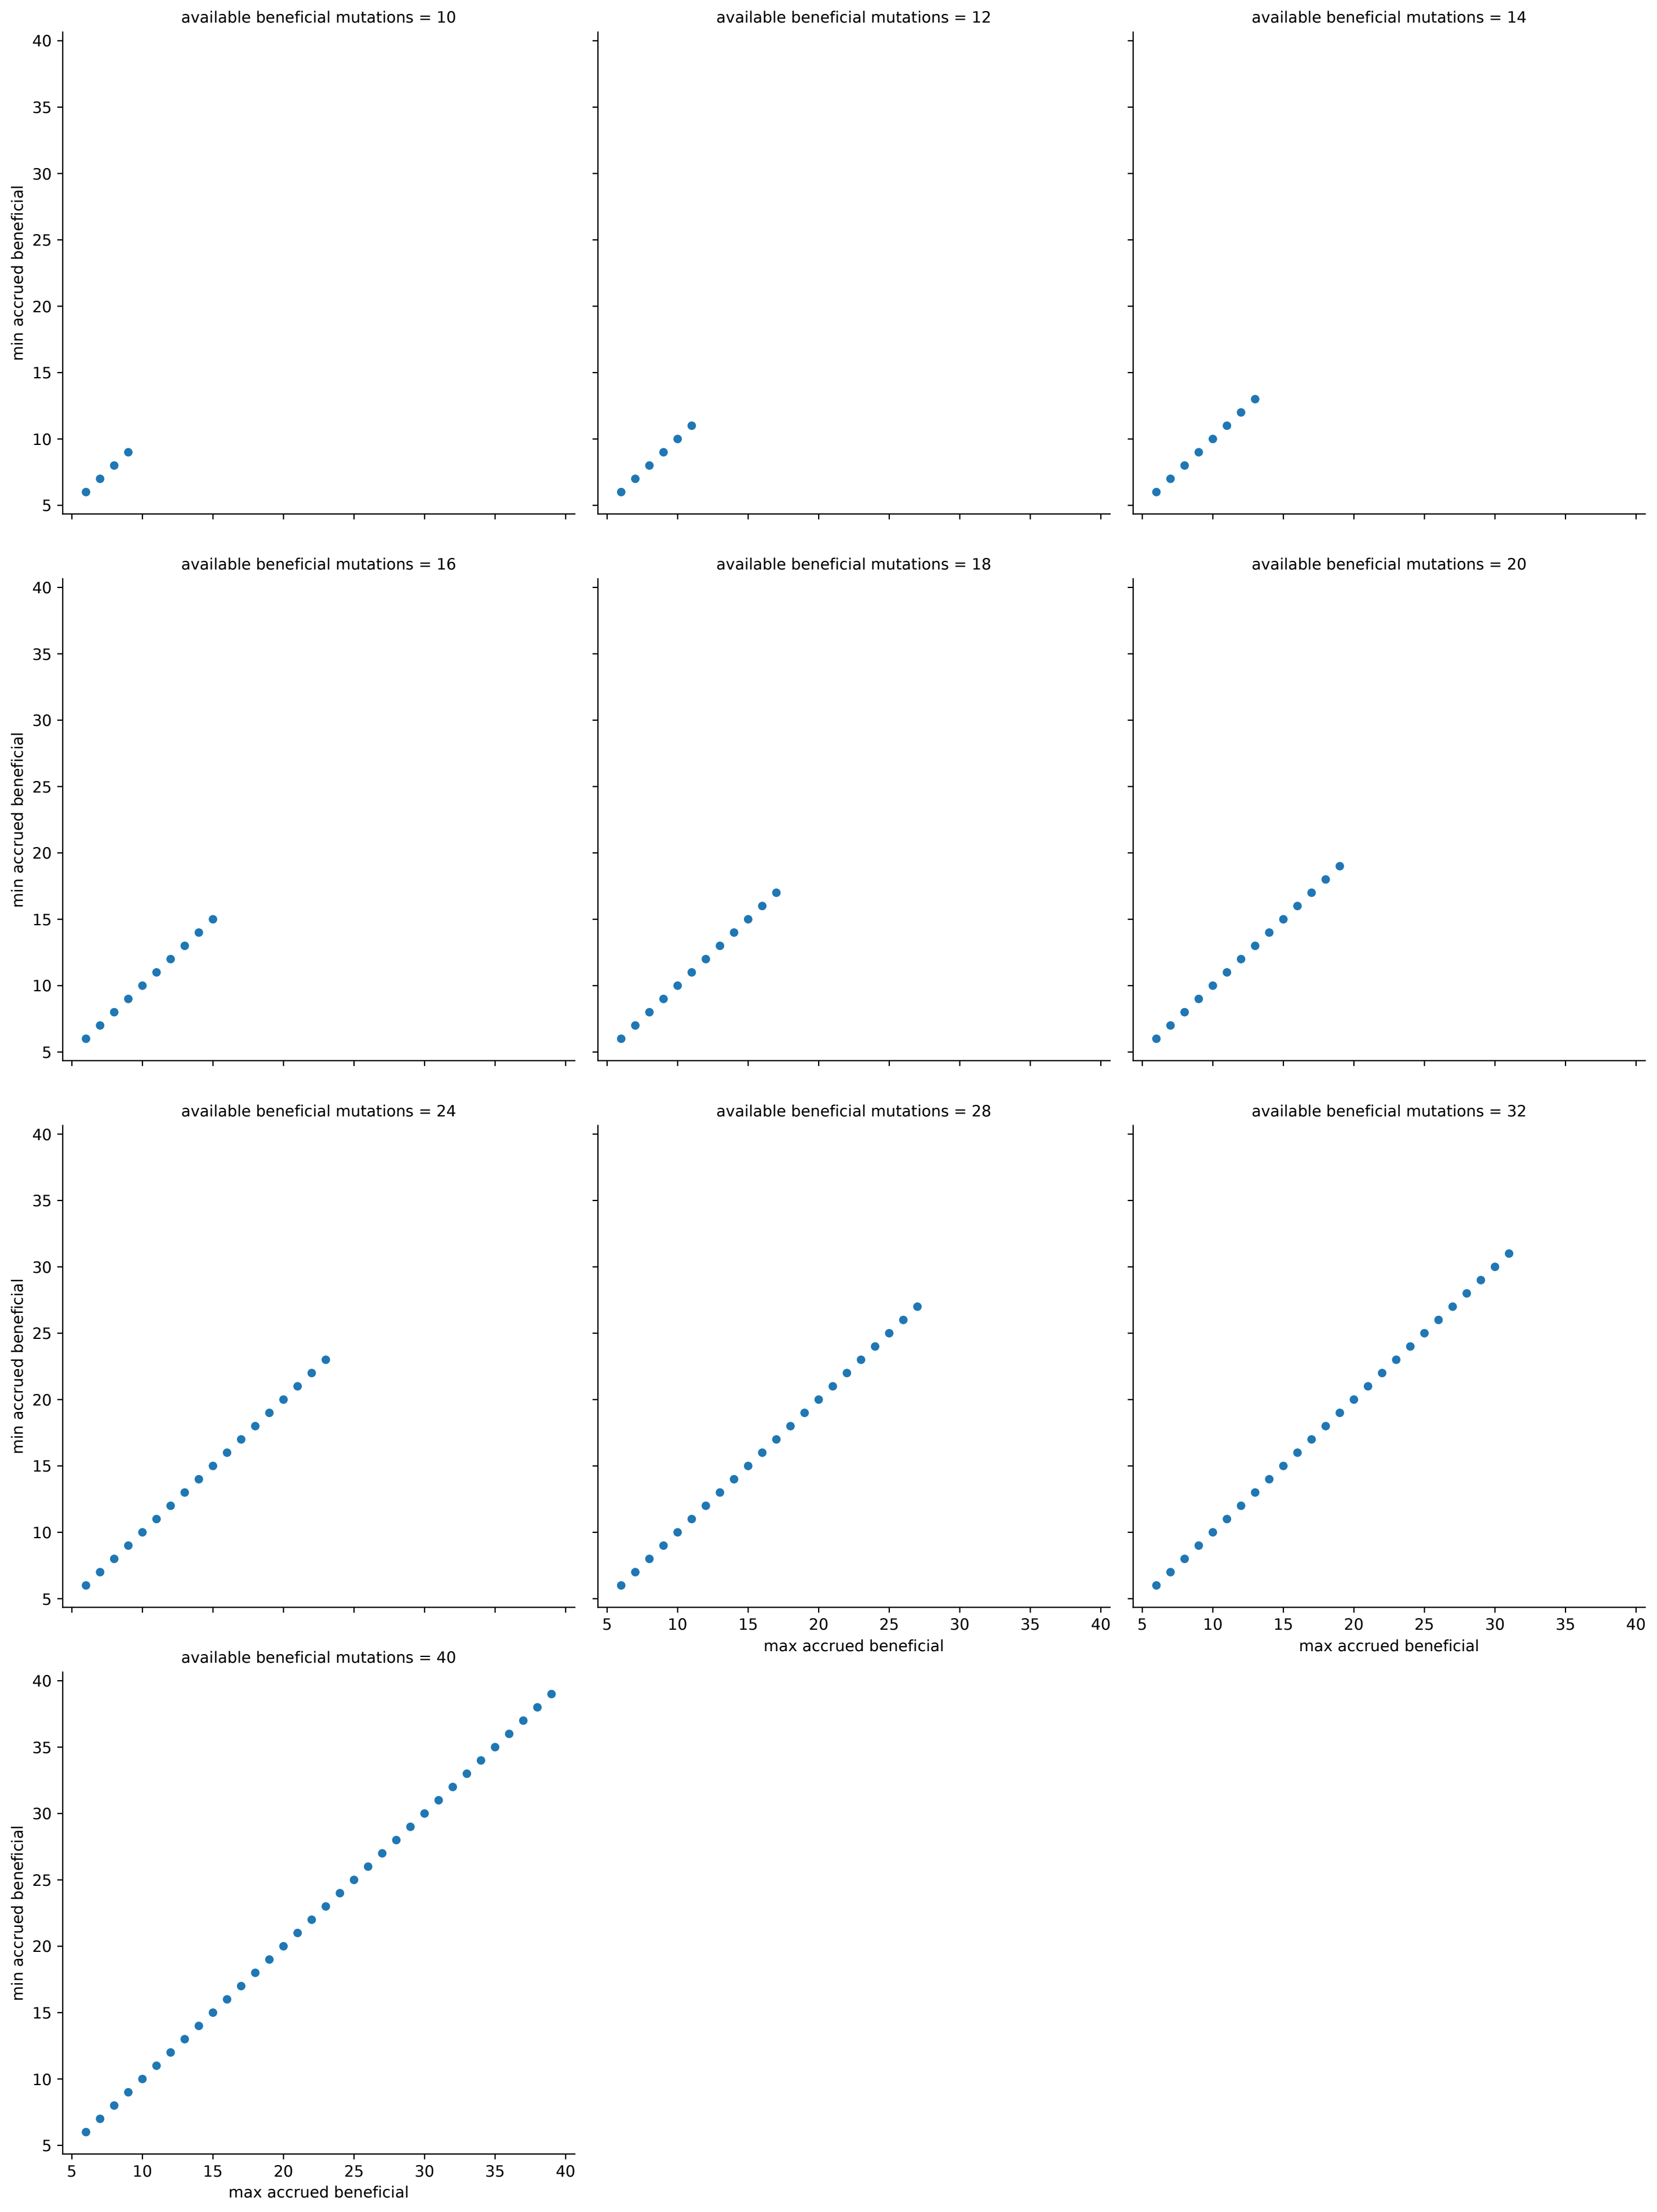 available beneficial mutations = 10
available beneficial mutations = 12
available beneficial mutations = 14
40
35
30
25
20
15
10
5
min accrued beneficial
available beneficial mutations = 16
available beneficial mutations = 18
available beneficial mutations = 20
40
35
30
25
20
15
10
5
min accrued beneficial
available beneficial mutations = 24
available beneficial mutations = 28
available beneficial mutations = 32
40
35
30
25
20
15
10
5
min accrued beneficial
5 10 15 20 25 30 35 40
max accrued beneficial
5 10 15 20 25 30 35 40
max accrued beneficial
available beneficial mutations = 40
40
35
30
25
20
15
10
5
min accrued beneficial
5 10 15 20 25 30 35 40
max accrued beneficial